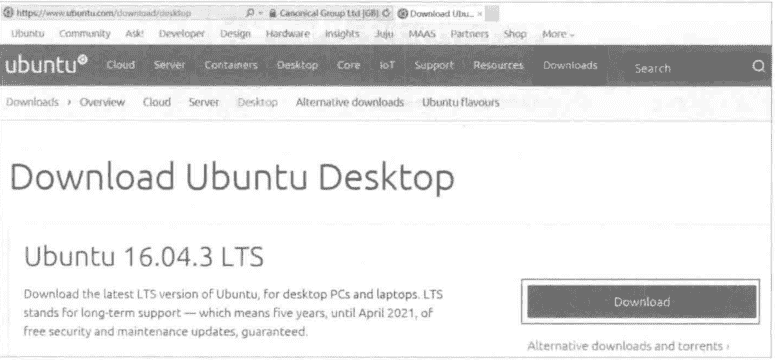 https://www.ubuntu.com/download/desktop Canonical Group Ltd [GB] Download Ubu...
Ubuntu Community Ask! Developer Design Hardware Insights Juju MAAS Partners Shop More
ubuntu Cloud Server Containers Desktop Core IoT Support Resources Downloads Search
Downloads › Overview Cloud Server Desktop Alternative downloads Ubuntu flavours
Download Ubuntu Desktop
Ubuntu 16.04.3 LTS
Download the latest LTS version of Ubuntu, for desktop PCs and laptops. LTS
stands for long-term support — which means five years, until April 2021, of
free security and maintenance updates, guaranteed.
Download
Alternative downloads and torrents ›